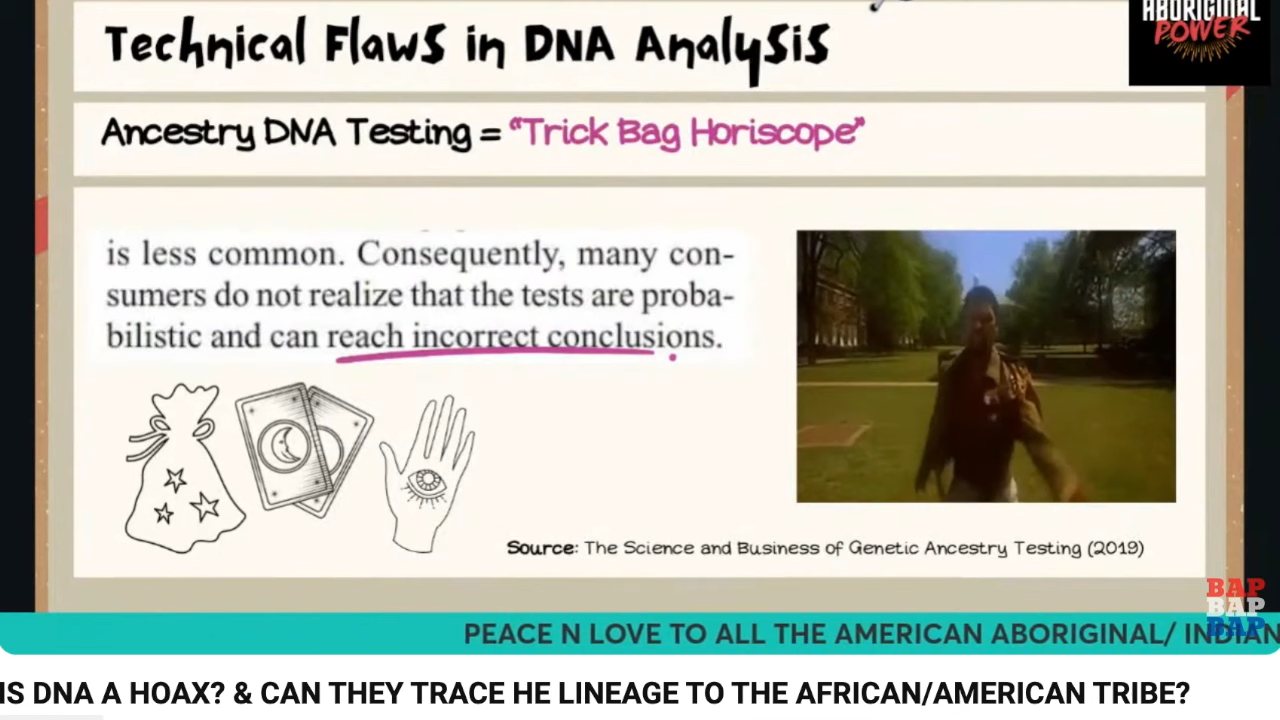 ABORIGINAL
POWER
Technical Flaws in DNA Analysis
Ancestry DNA Testing = “Trick Bag Horiscope”
is less common. Consequently, many con-
sumers do not realize that the tests are proba-
bilistic and can reach incorrect conclusions.
Source: The Science and Business of Genetic Ancestry Testing (2019)
BAP
BAP
BAP
PEACE N LOVE TO ALL THE AMERICAN ABORIGINAL/ INDIAN
IS DNA A HOAX? & CAN THEY TRACE HE LINEAGE TO THE AFRICAN/AMERICAN TRIBE?